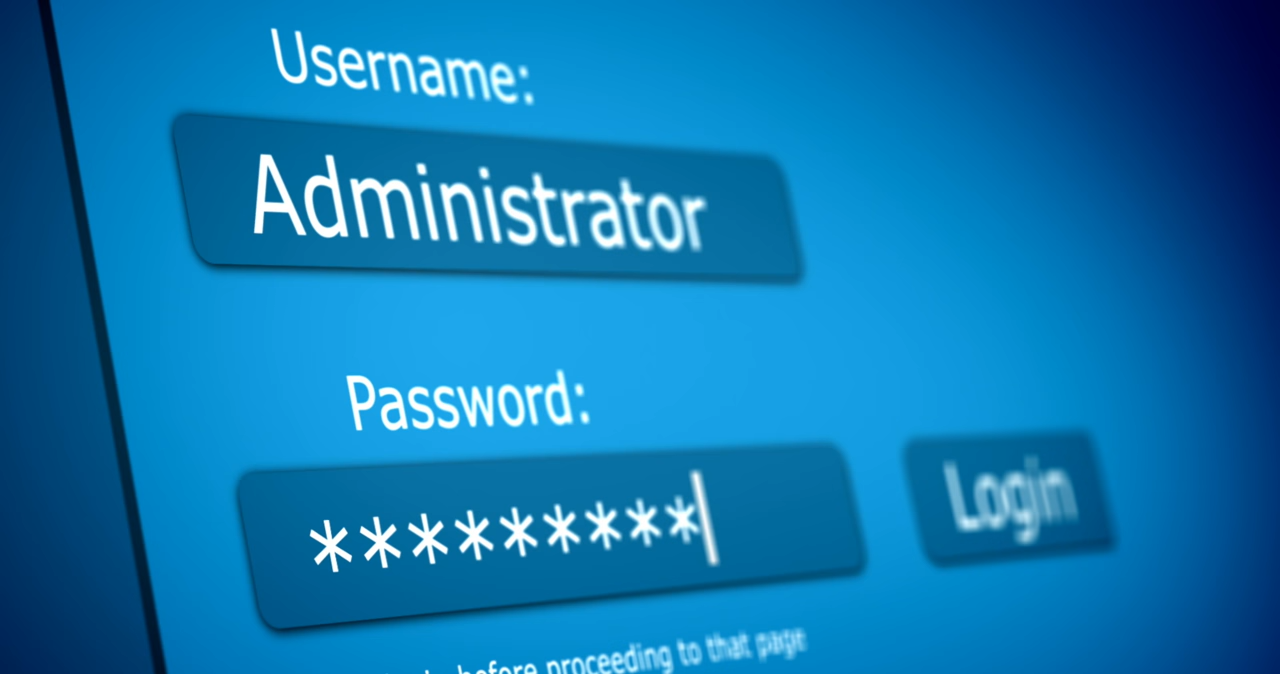 Username:
Administrator
Password:
*********
Login
before proceeding to that page